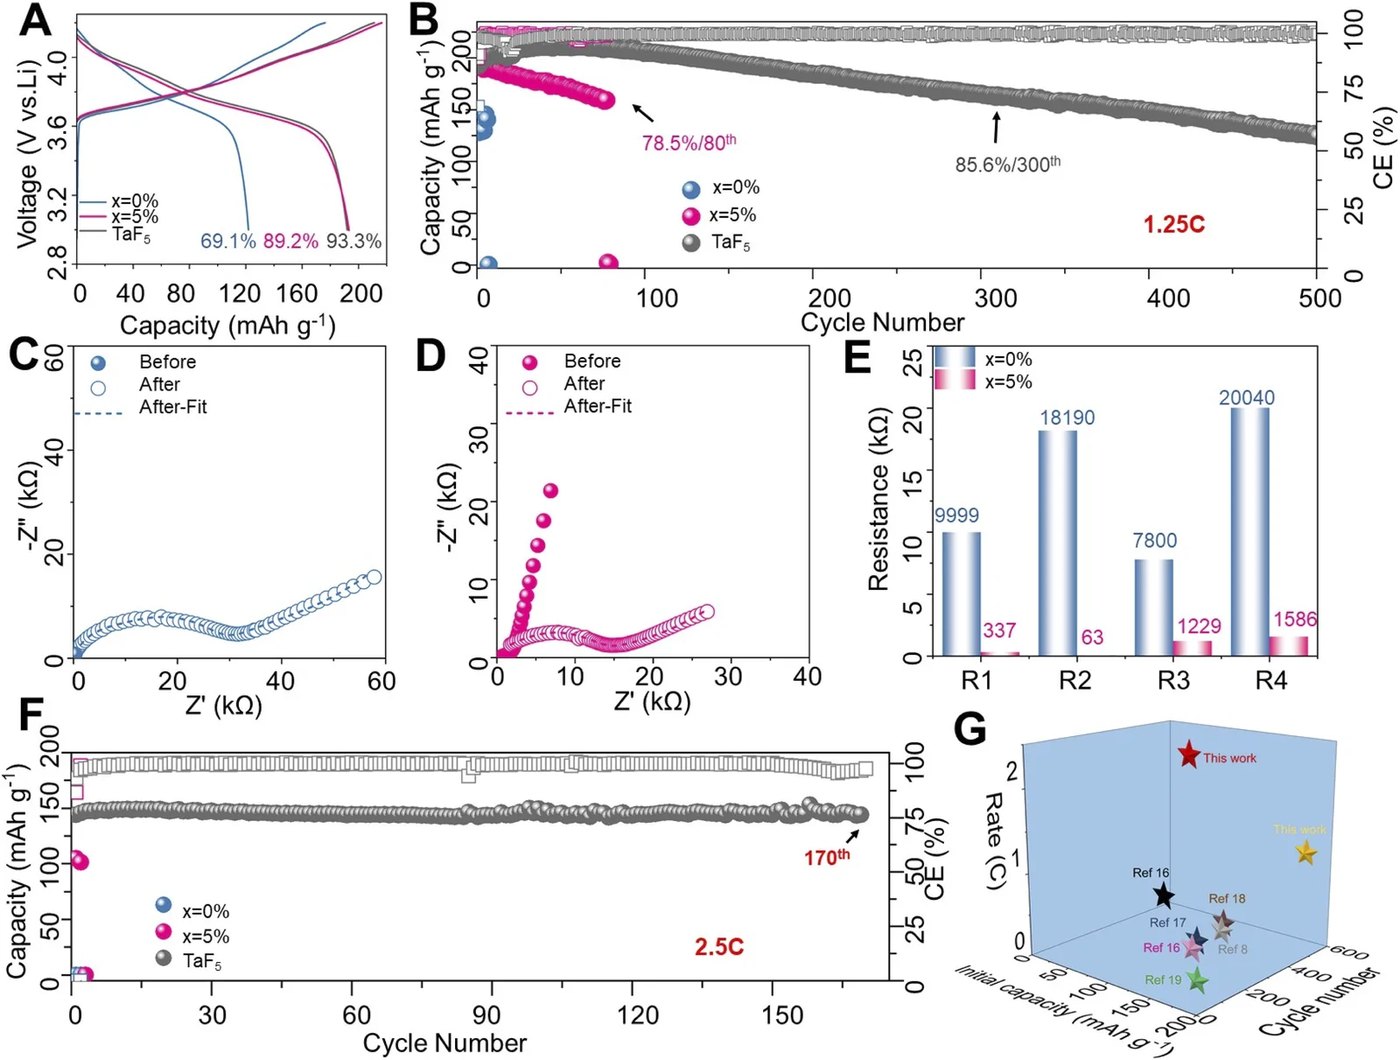 A
Voltage (V vs.Li)
4.0
3.6
3.2
2.8
x=0%
x=5%
TaF5
69.1% 89.2% 93.3%
0 40 80 120 160 200
Capacity (mAh g-1)
B
Capacity (mAh g-1)
200
150
100
50
0
78.5%/80th
85.6%/300th
x=0%
x=5%
TaF5
1.25C
100
75
50
25
0
CE (%)
0 100 200 300 400 500
Cycle Number
C
-Z'' (kΩ)
60
40
20
0
Before
After
After-Fit
0 20 40 60
Z' (kΩ)
D
-Z'' (kΩ)
40
30
20
10
0
Before
After
After-Fit
0 10 20 30 40
Z' (kΩ)
E
Resistance (kΩ)
25
20
15
10
5
0
x=0%
x=5%
9999
337
18190
63
7800
1229
20040
1586
R1 R2 R3 R4
F
Capacity (mAh g-1)
200
150
100
50
0
170th
x=0%
x=5%
TaF5
2.5C
100
75
50
25
0
CE (%)
0 30 60 90 120 150
Cycle Number
G
Rate (C)
2
1
0
This work
This work
Ref 16
Ref 18
Ref 17
Ref 16
Ref 8
Ref 19
0 50 100 150 200
Initial capacity (mAh g-1)
0 200 400 600
Cycle number